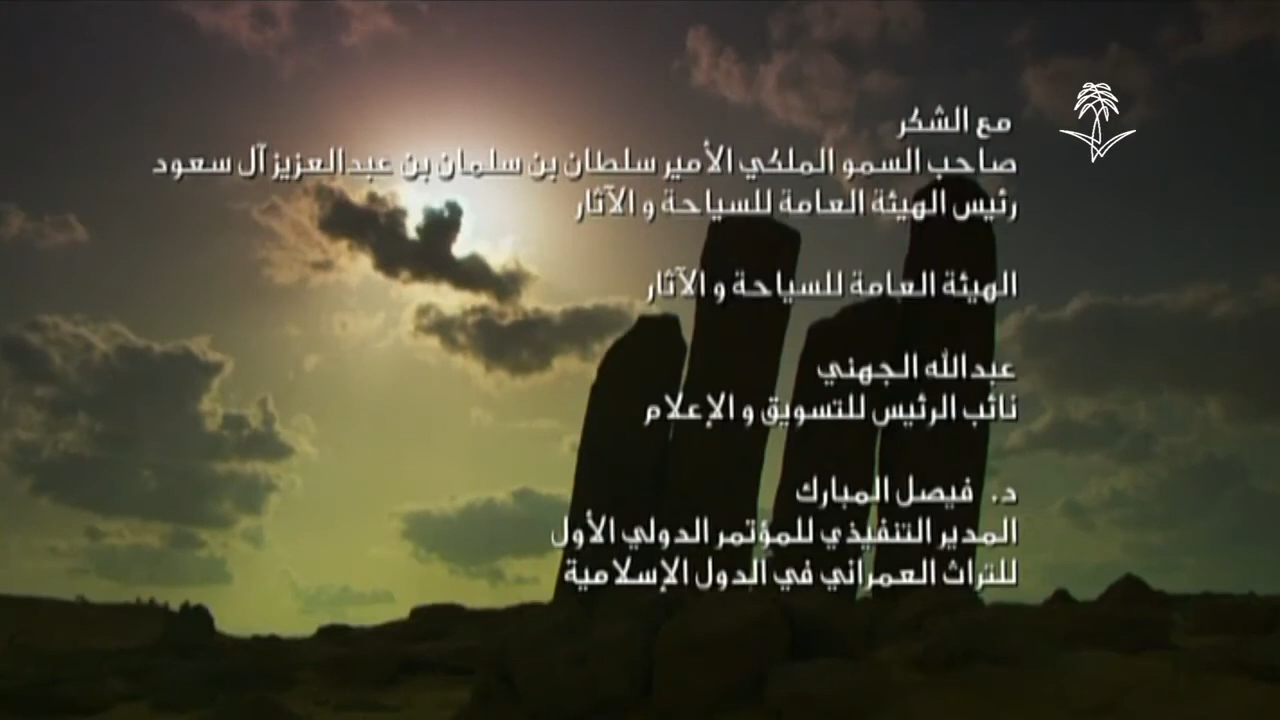 مع الشكر
صاحب السمو الملكي الأمير سلطان بن سلمان بن عبدالعزيز آل سعود
رئيس الهيئة العامة للسياحة و الآثار
الهيئة العامة للسياحة و الآثار
عبدالله الجهني
نائب الرئيس للتسويق و الإعلام
د. فيصل المبارك
المدير التنفيذي للمؤتمر الدولي الأول
للتراث العمراني في الدول الإسلامية